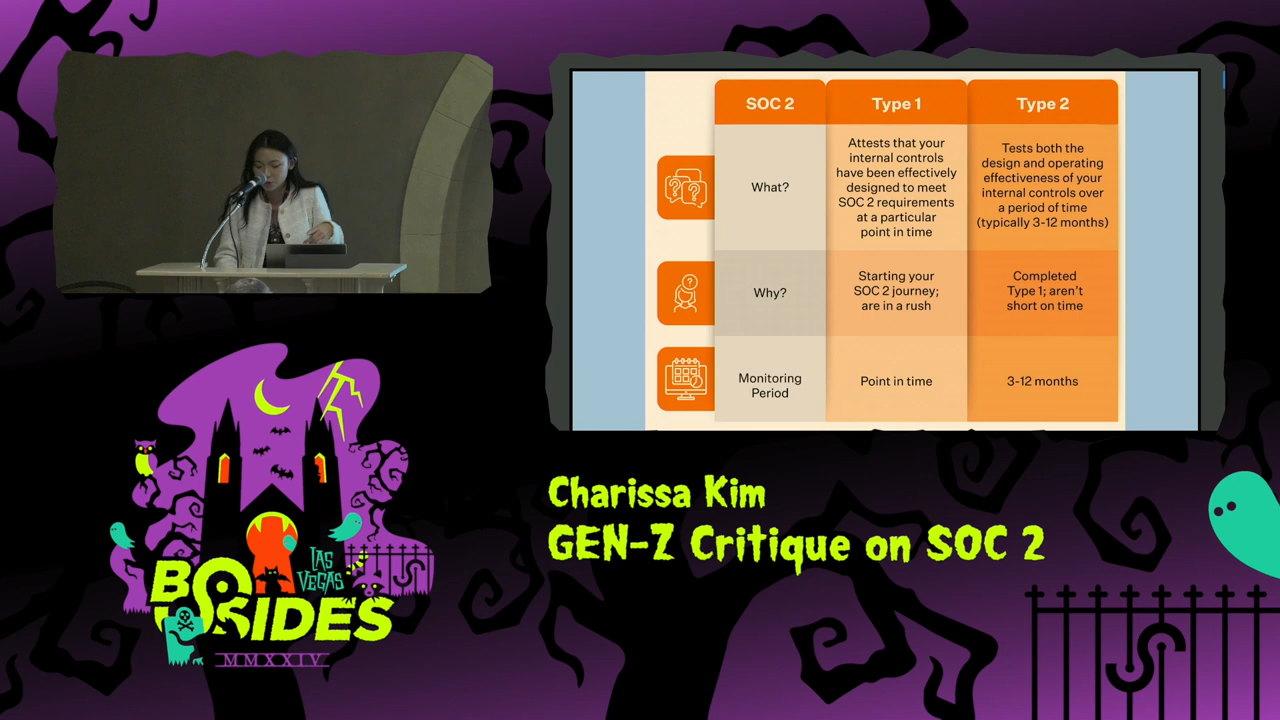 SOC 2
Type 1
Type 2
What?
Attests that your
internal controls
have been effectively
designed to meet
SOC 2 requirements
at a particular
point in time
Tests both the
design and operating
effectiveness of your
internal controls over
a period of time
(typically 3-12 months)
Why?
Starting your
SOC 2 journey;
are in a rush
Completed
Type 1; aren't
short on time
Monitoring
Period
Point in time
3-12 months
Charissa Kim
GEN-Z Critique on SOC 2
LAS
VEGAS
BSIDES
MMXXIV